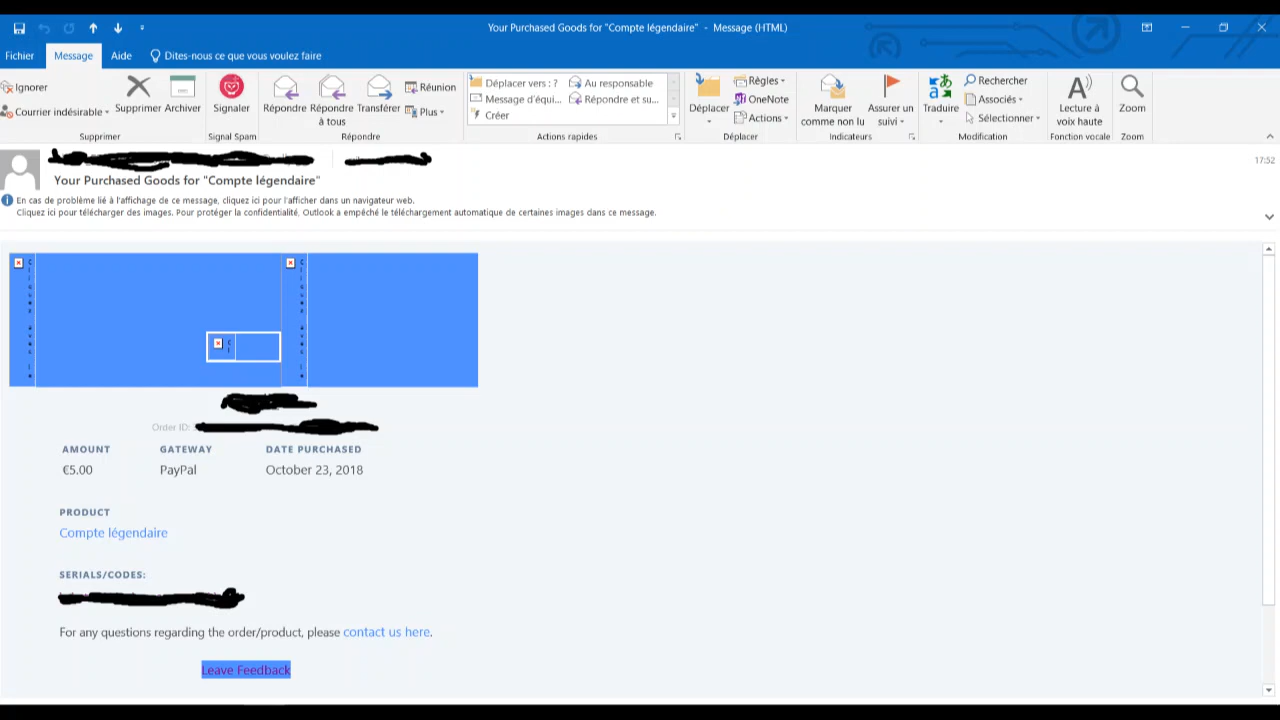 Your Purchased Goods for "Compte légendaire" - Message (HTML)
Fichier Message Aide Dites-nous ce que vous voulez faire
Ignorer
Courrier indésirable
Supprimer Archiver
Supprimer
Signaler
Signal Spam
Répondre Répondre à tous Transférer
Réunion
Plus
Répondre
Déplacer vers : ? Au responsable
Message d'équi... Répondre et su...
Créer
Actions rapides
Déplacer
Règles
OneNote
Actions
Déplacer
Marquer comme non lu
Assurer un suivi
Indicateurs
Traduire
Rechercher
Associés
Sélectionner
Modification
Lecture à voix haute
Fonction vocale
Zoom
Zoom
17:52
Your Purchased Goods for "Compte légendaire"
En cas de problème lié à l'affichage de ce message, cliquez ici pour l'afficher dans un navigateur web.
Cliquez ici pour télécharger des images. Pour protéger la confidentialité, Outlook a empêché le téléchargement automatique de certaines images dans ce message.
Order ID:
AMOUNT GATEWAY DATE PURCHASED
€5.00 PayPal October 23, 2018
PRODUCT
Compte légendaire
SERIALS/CODES:
For any questions regarding the order/product, please contact us here.
Leave Feedback